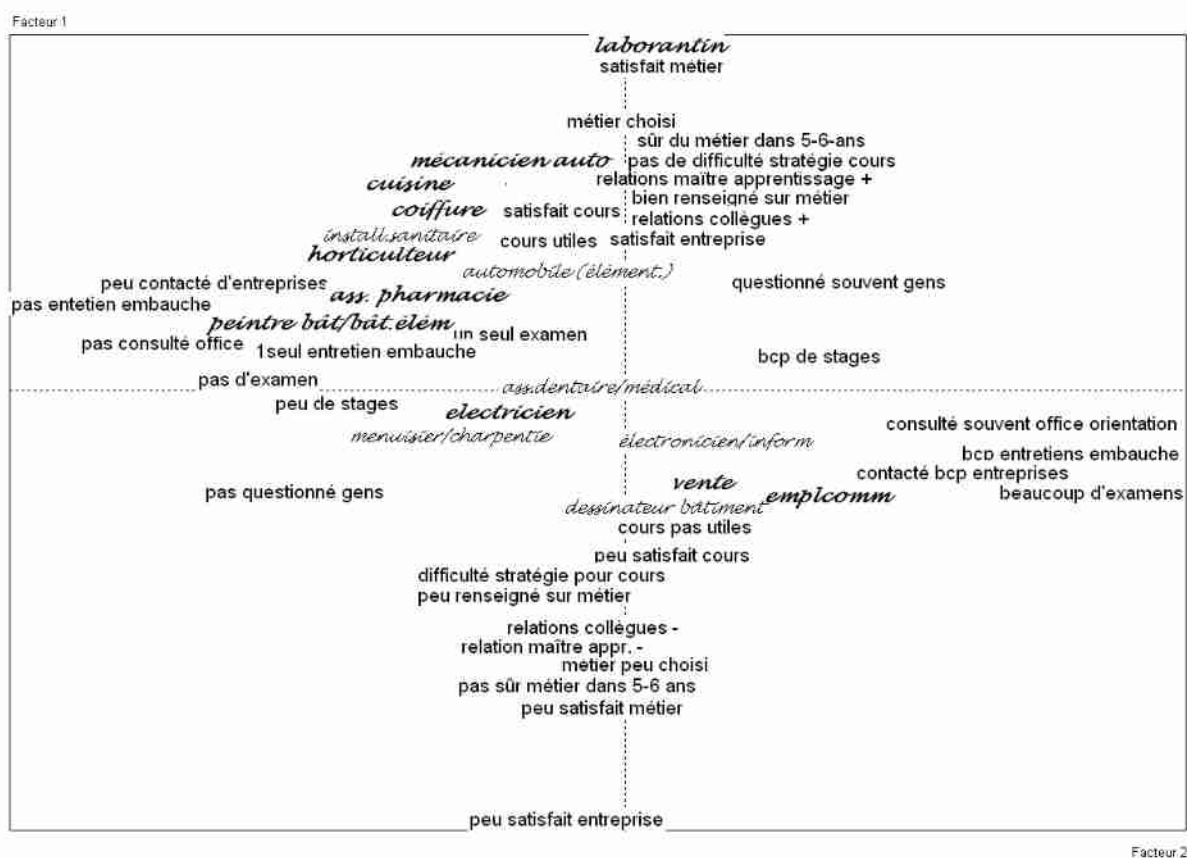 Facteur 1
laborantin
satisfait métier
métier choisi
sûr du métier dans 5-6-ans
mécanicien auto
pas de difficulté stratégie cours
relations maître apprentissage +
cuisine
bien renseigné sur métier
coiffure
satisfait cours
relations collègues +
install.sanitaire
cours utiles
satisfait entreprise
horticulteur
automobile (élément.)
peu contacté d'entreprises
questionné souvent gens
ass. pharmacie
pas entetien embauche
peintre bât/bât.élém
un seul examen
pas consulté office
1seul entretien embauche
bcp de stages
pas d'examen
ass.dentaire/médical
peu de stages
electricien
consulté souvent office orientation
menuisier/charpentie
électronicien/inform
bcp entretiens embauche
contacté bcp entreprises
vente
pas questionné gens
emplcomm
beaucoup d'examens
dessinateur bâtiment
cours pas utiles
peu satisfait cours
difficulté stratégie pour cours
peu renseigné sur métier
relations collègues -
relation maître appr. -
métier peu choisi
pas sûr métier dans 5-6 ans
peu satisfait métier
peu satisfait entreprise
Facteur 2